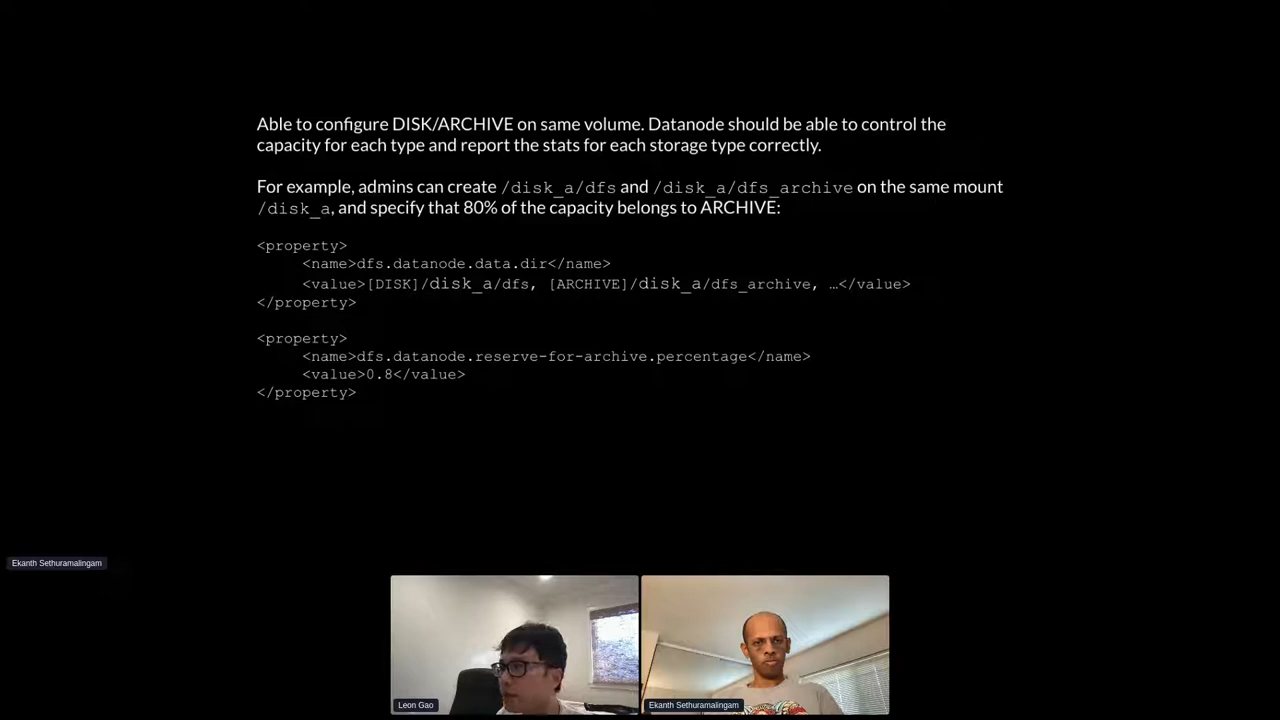 Able to configure DISK/ARCHIVE on same volume. Datanode should be able to control the
capacity for each type and report the stats for each storage type correctly.
For example, admins can create /disk_a/dfs and /disk_a/dfs_archive on the same mount
/disk_a, and specify that 80% of the capacity belongs to ARCHIVE:
<property>
<name>dfs.datanode.data.dir</name>
<value>[DISK]/disk_a/dfs, [ARCHIVE]/disk_a/dfs_archive, …</value>
</property>
<property>
<name>dfs.datanode.reserve-for-archive.percentage</name>
<value>0.8</value>
</property>
Ekanth Sethuramalingam
Leon Gao
Ekanth Sethuramalingam